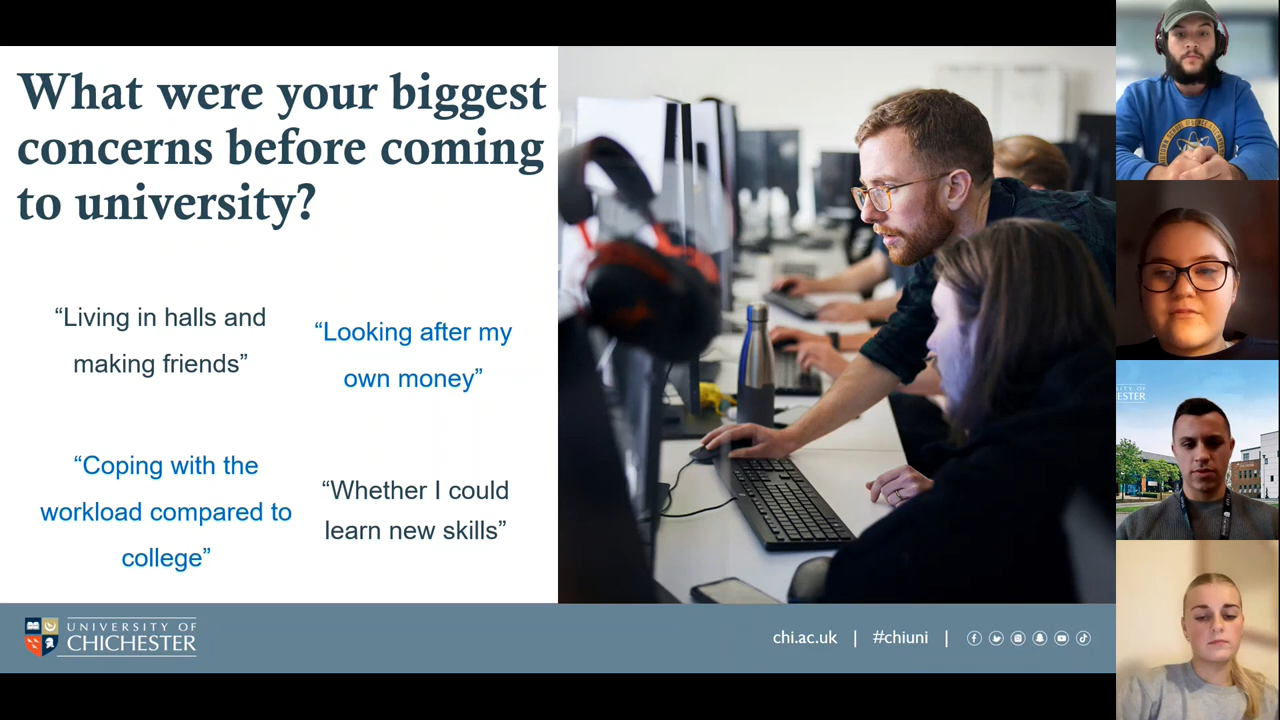 What were your biggest
concerns before coming
to university?
“Living in halls and
making friends”
“Looking after my
own money”
“Coping with the
workload compared to
college”
“Whether I could
learn new skills”
UNIVERSITY OF
CHICHESTER
chi.ac.uk | #chiuni |